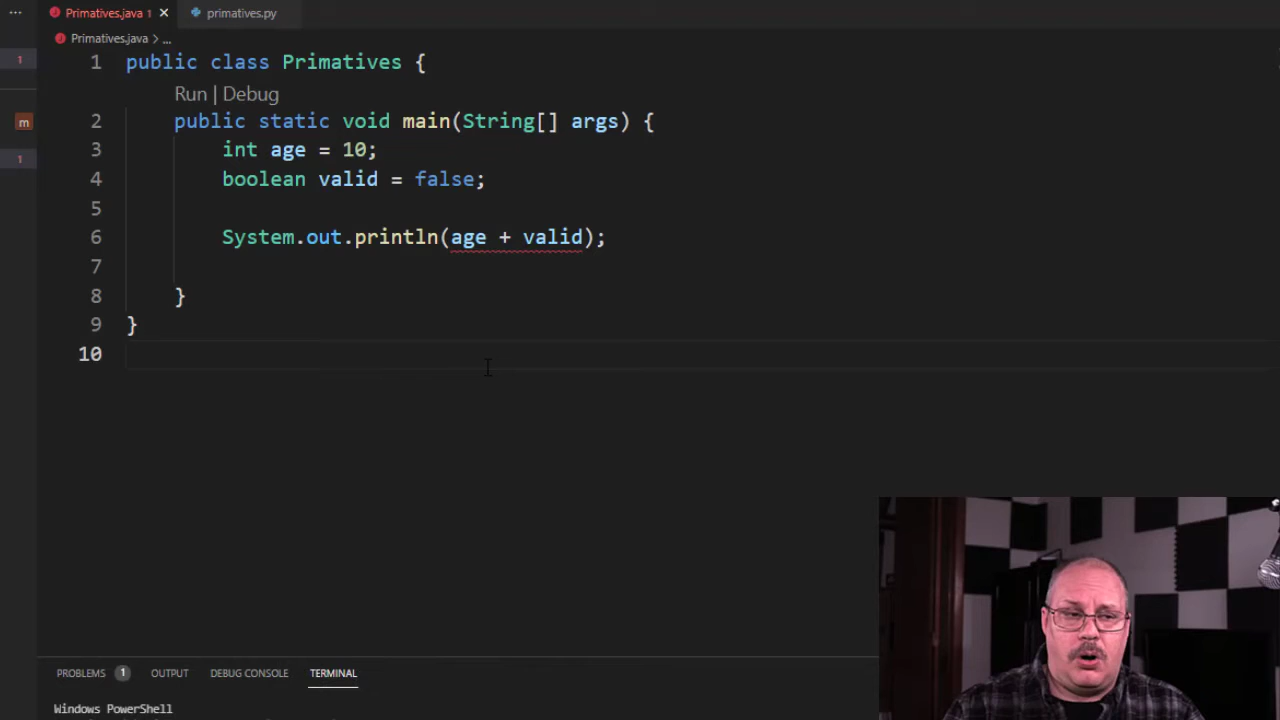 ... Primatives.java 1 × primatives.py
Primatives.java > ...
1 public class Primatives {
Run | Debug
2 public static void main(String[] args) {
3 int age = 10;
4 boolean valid = false;
5
6 System.out.println(age + valid);
7
8 }
9 }
10
1
m
1
PROBLEMS 1 OUTPUT DEBUG CONSOLE TERMINAL
Windows PowerShell